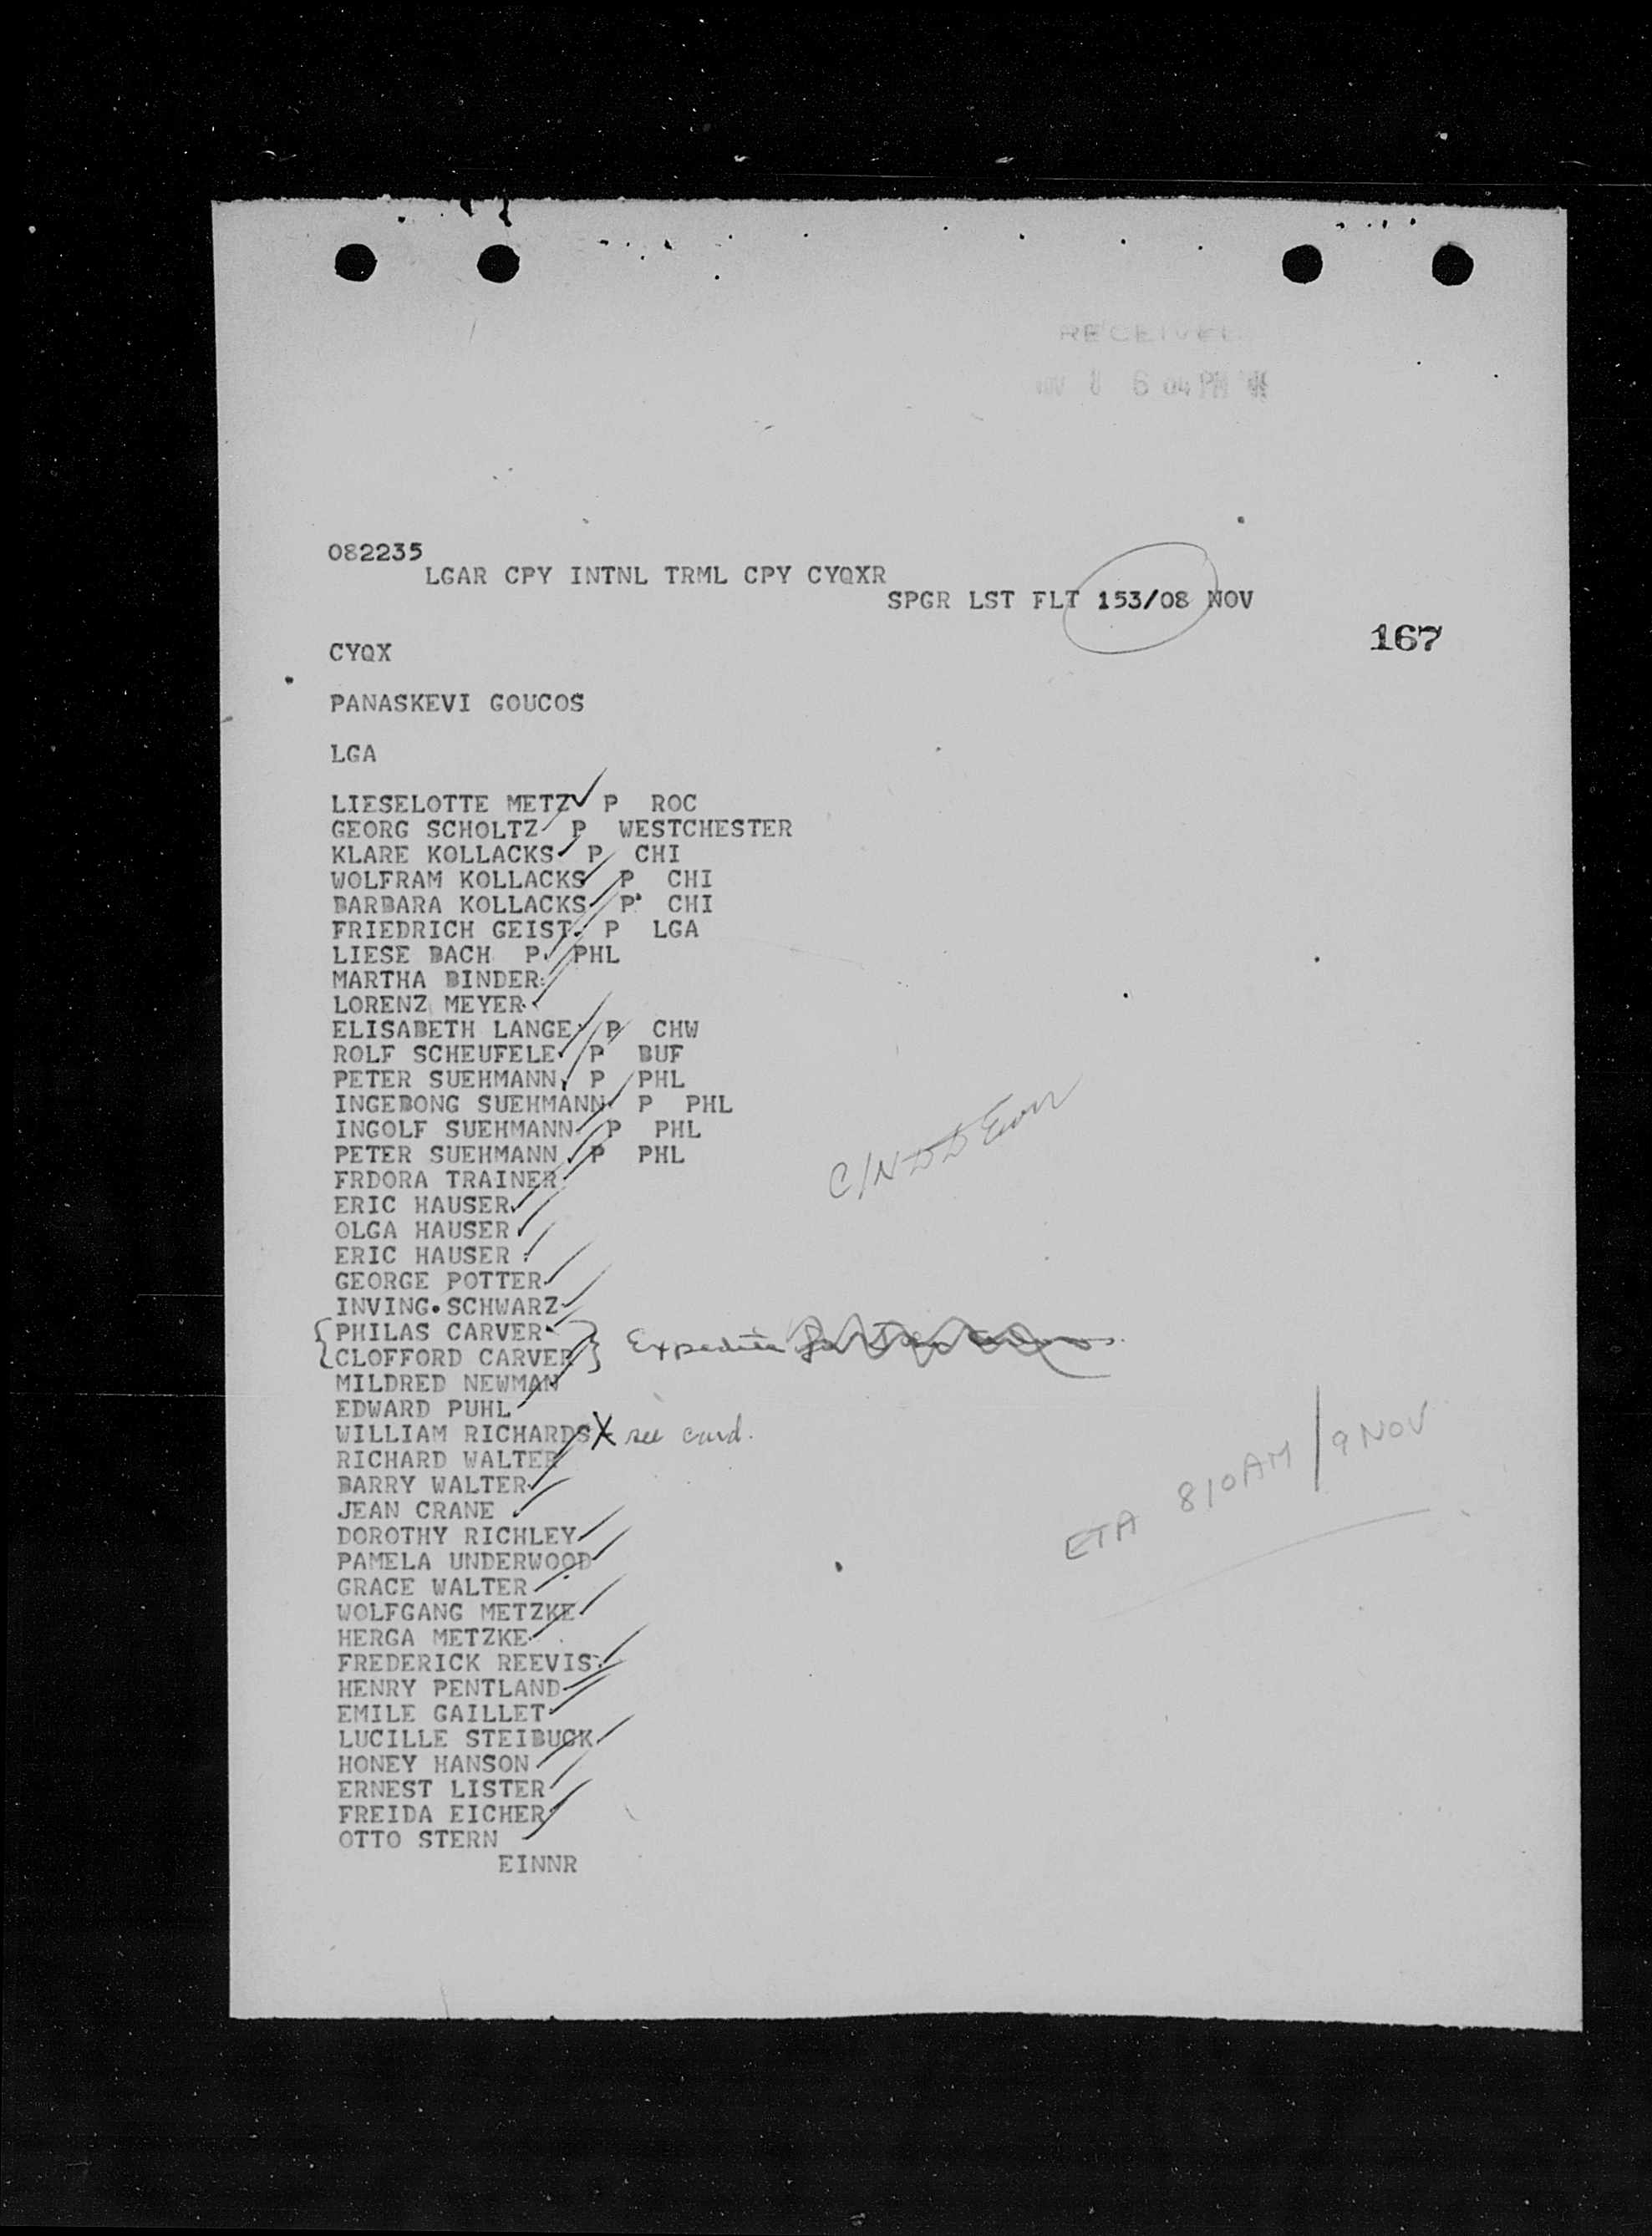 RECEIVED
NOV 8 6 04 PM
082235
LGAR CPY INTNL TRML CPY CYQXR
SPGR LST FLT 153/08 NOV
167
CYQX
PANASKEVI GOUCOS
LGA
LIESELOTTE METZ P ROC
GEORG SCHOLTZ P WESTCHESTER
KLARE KOLLACKS P CHI
WOLFRAM KOLLACKS P CHI
BARBARA KOLLACKS P CHI
FRIEDRICH GEIST P LGA
LIESE BACH P PHL
MARTHA BINDER
LORENZ MEYER
ELISABETH LANGE P CHW
ROLF SCHEUFELE P BUF
PETER SUEHMANN P PHL
INGEBONG SUEHMANN P PHL
INGOLF SUEHMANN P PHL
PETER SUEHMANN P PHL
FRDORA TRAINER
ERIC HAUSER
OLGA HAUSER
ERIC HAUSER
GEORGE POTTER
INVING. SCHWARZ
PHILAS CARVER
CLOFFORD CARVER Expedite
MILDRED NEWMAN
EDWARD PUHL
WILLIAM RICHARDS X see card.
RICHARD WALTER
BARRY WALTER
JEAN CRANE
ETA 810AM/9 NOV
DOROTHY RICHLEY
PAMELA UNDERWOOD
GRACE WALTER
WOLFGANG METZKE
HERGA METZKE
FREDERICK REEVIS
HENRY PENTLAND
EMILE GAILLET
LUCILLE STEIBUCK
HONEY HANSON
ERNEST LISTER
FREIDA EICHER
OTTO STERN
EINNR